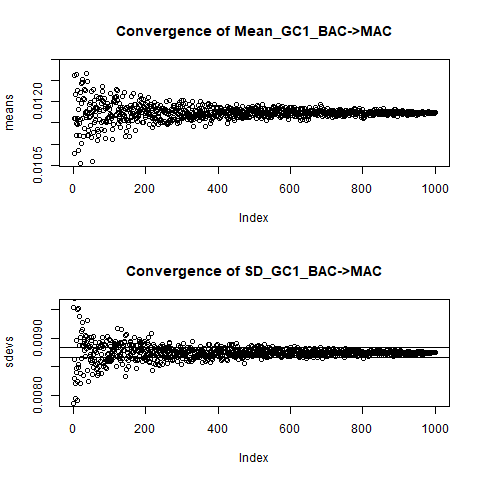 Convergence of Mean_GC1_BAC->MAC
means
0.0120
0.0105
0 200 400 600 800 1000
Index
Convergence of SD_GC1_BAC->MAC
sdevs
0.0090
0.0080
0 200 400 600 800 1000
Index